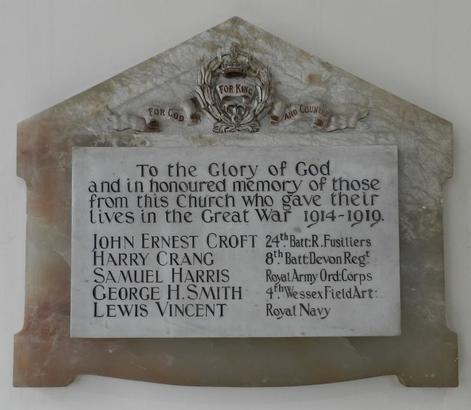 FOR KING
FOR GOD AND COUNTRY
To the Glory of God
and in honoured memory of those
from this Church who gave their
lives in the Great War 1914-1919.
JOHN ERNEST CROFT 24th. Batt: R. Fusiliers
HARRY CRANG 8th Batt: Devon Regt
SAMUEL HARRIS Royal Army Ord: Corps
GEORGE H. SMITH 4th Wessex Field Art:
LEWIS VINCENT Royal Navy